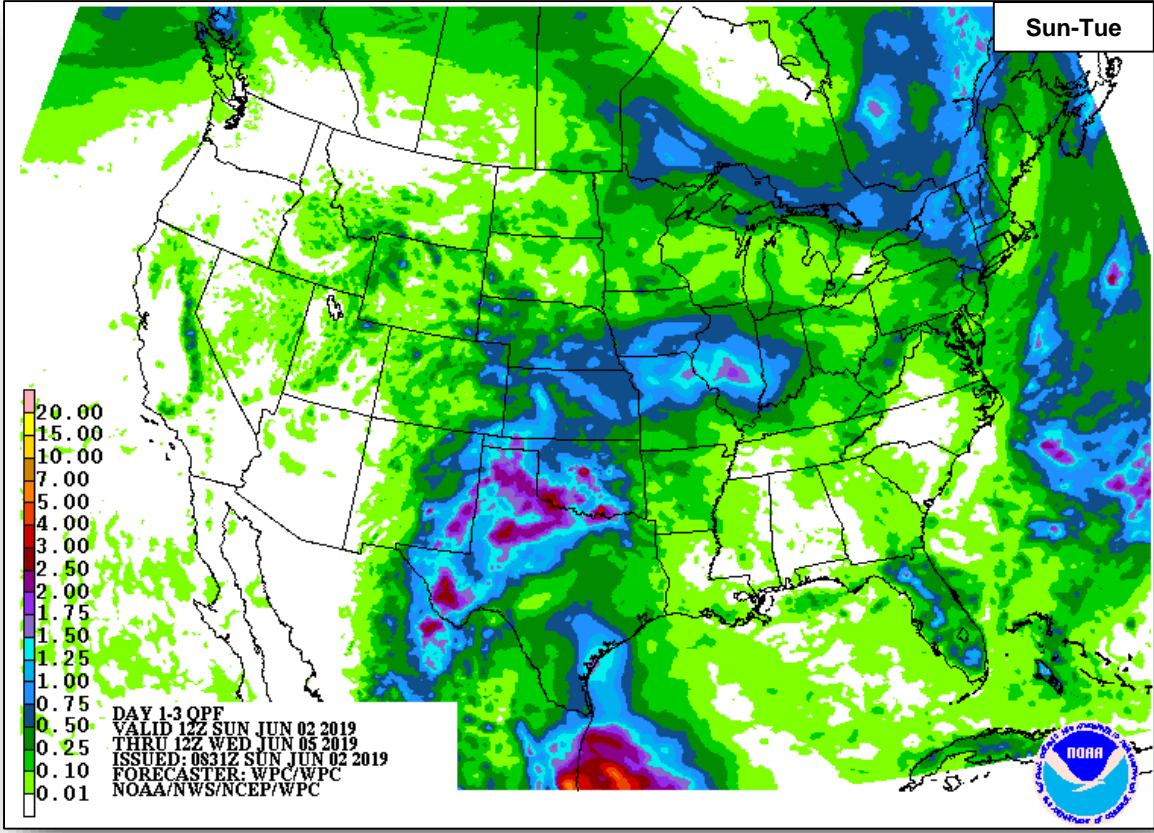 Sun-Tue
20.00
15.00
10.00
7.00
5.00
4.00
3.00
2.50
2.00
1.75
1.50
1.25
1.00
0.75
0.50
0.25
0.10
0.01
DAY 1-3 QPF
VALID 12Z SUN JUN 02 2019
THRU 12Z WED JUN 05 2019
ISSUED: 0831Z SUN JUN 02 2019
FORECASTER: WPC/WPC
NOAA/NWS/NCEP/WPC
NOAA